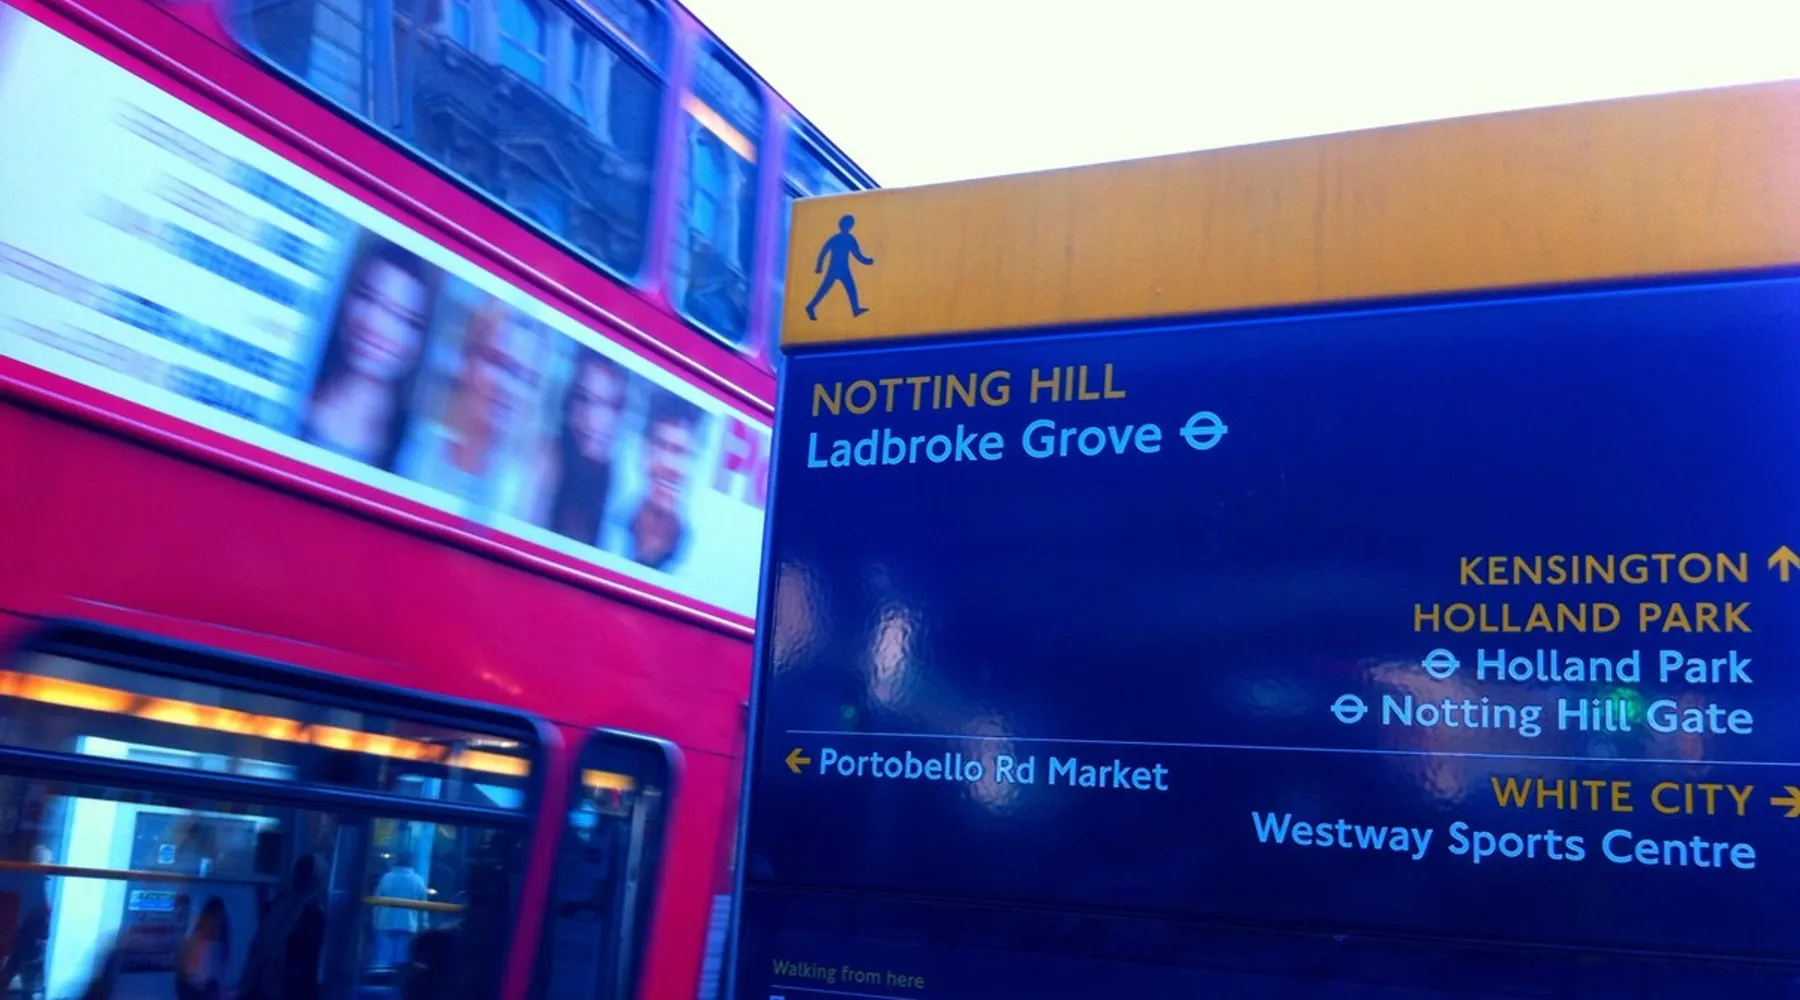 NOTTING HILL
Ladbroke Grove
KENSINGTON
HOLLAND PARK
Holland Park
Notting Hill Gate
Portobello Rd Market
WHITE CITY
Westway Sports Centre
Walking from here